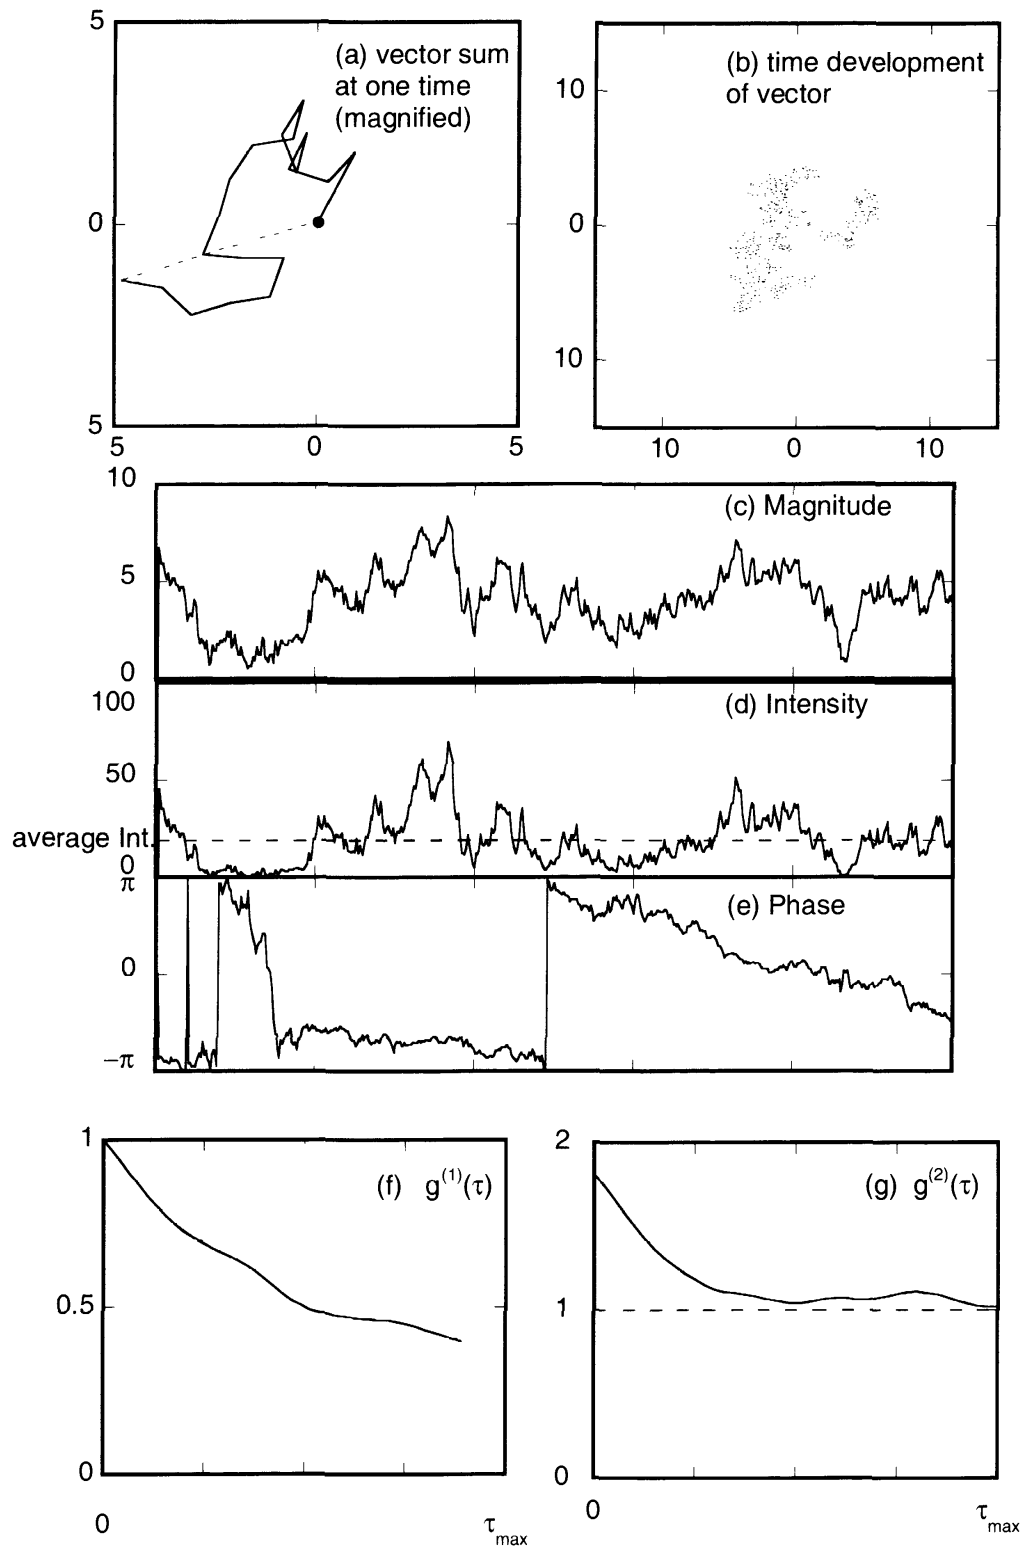 5
(a) vector sum
at one time
(magnified)
0
5
5 0 5
(b) time development
of vector
10
0
10
10 0 10
10
(c) Magnitude
5
0
100
(d) Intensity
50
average Int.
0
π
(e) Phase
0
−π
1
(f) g(1)(τ)
0.5
0
0 τmax
2
(g) g(2)(τ)
1
0
0 τmax